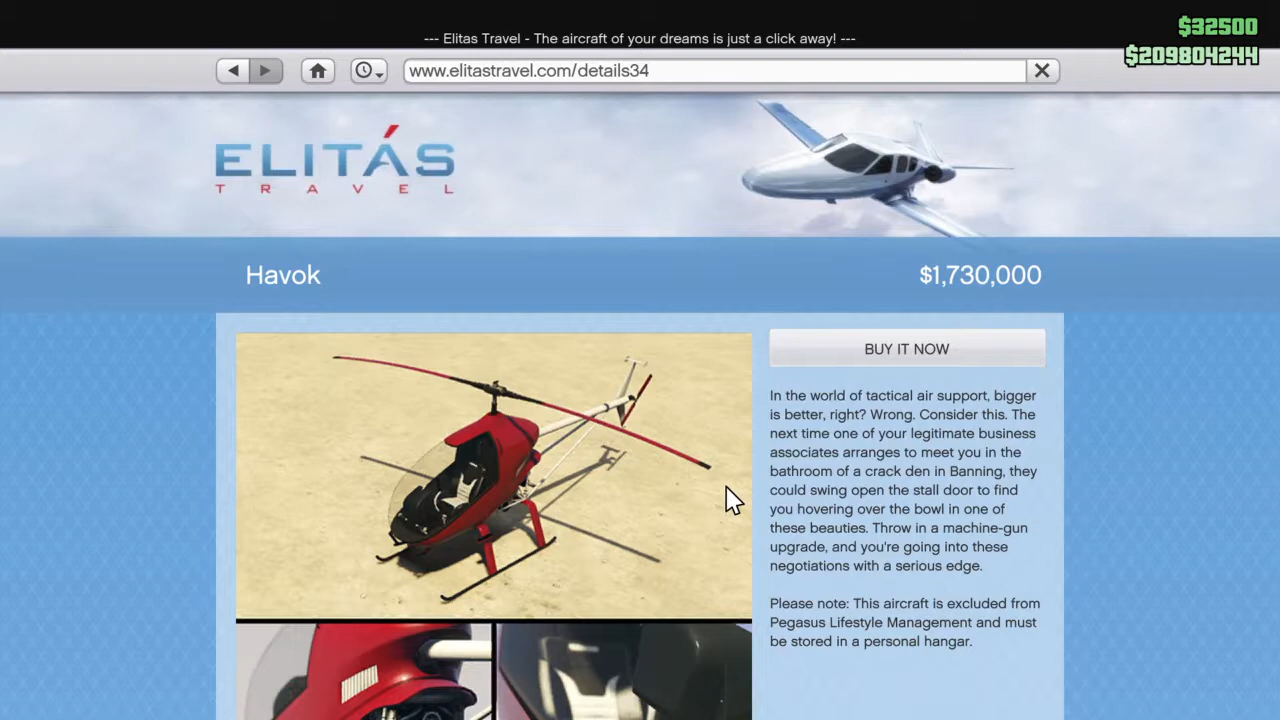 $32500
--- Elitas Travel - The aircraft of your dreams is just a click away! ---
$209804244
www.elitastravel.com/details34
ELITÁS
TRAVEL
Havok
$1,730,000
BUY IT NOW
In the world of tactical air support, bigger
is better, right? Wrong. Consider this. The
next time one of your legitimate business
associates arranges to meet you in the
bathroom of a crack den in Banning, they
could swing open the stall door to find
you hovering over the bowl in one of
these beauties. Throw in a machine-gun
upgrade, and you're going into these
negotiations with a serious edge.
Please note: This aircraft is excluded from
Pegasus Lifestyle Management and must
be stored in a personal hangar.